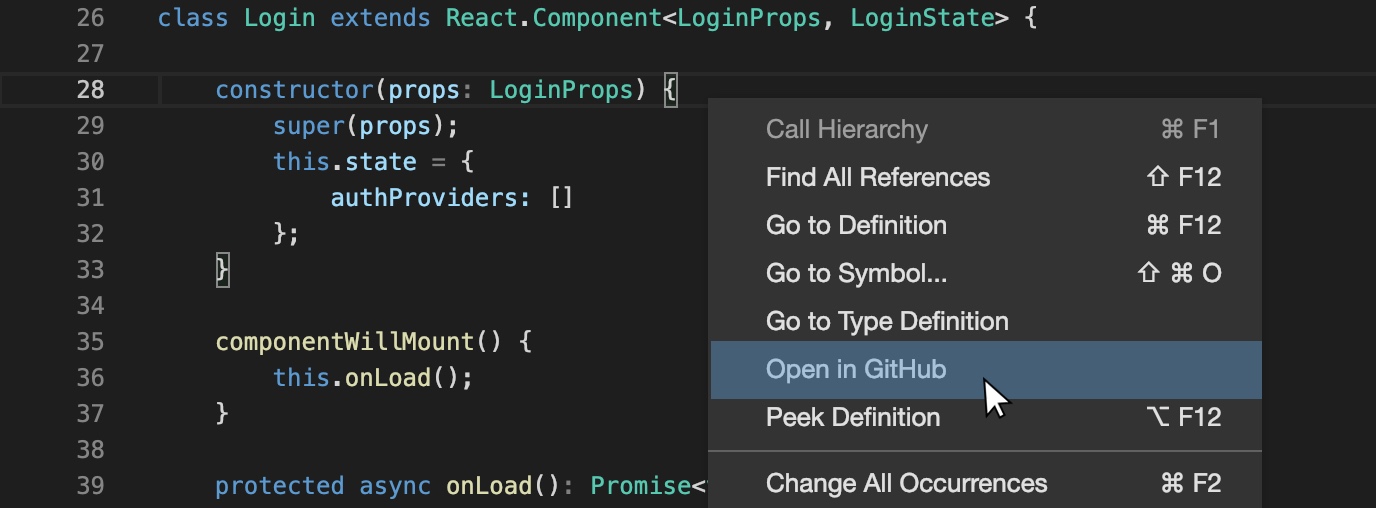 26 class Login extends React.Component<LoginProps, LoginState> {
27
28 constructor(props: LoginProps) {
29 super(props);
30 this.state = {
31 authProviders: []
32 };
33 }
34
35 componentWillMount() {
36 this.onLoad();
37 }
38
39 protected async onLoad(): Promise<
Call Hierarchy ⌘ F1
Find All References ⇧ F12
Go to Definition ⌘ F12
Go to Symbol... ⇧ ⌘ O
Go to Type Definition
Open in GitHub
Peek Definition ⌥ F12
Change All Occurrences ⌘ F2